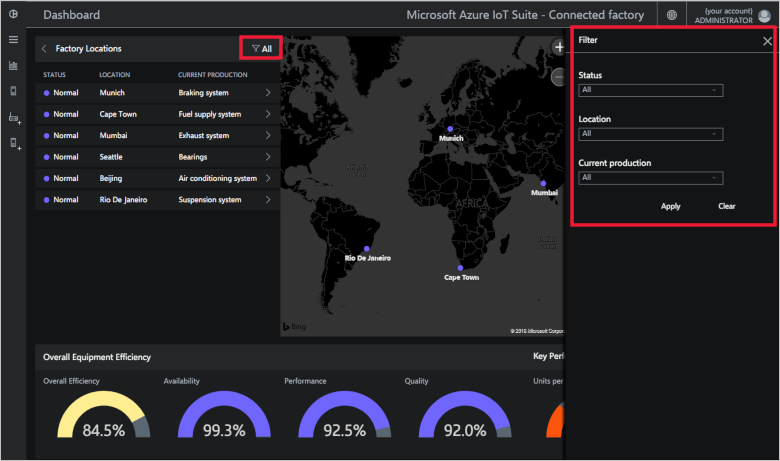 Dashboard
Microsoft Azure IoT Suite - Connected factory
(your account)
ADMINISTRATOR
Factory Locations
All
STATUS LOCATION CURRENT PRODUCTION
Normal Munich Braking system
Normal Cape Town Fuel supply system
Normal Mumbai Exhaust system
Normal Seattle Bearings
Normal Beijing Air conditioning system
Normal Rio De Janeiro Suspension system
Munich
Mumbai
AFRICA
Rio De Janeiro
Cape Town
Bing
© 2016 Microsoft Corpor
Filter
Status
All
Location
All
Current production
All
Apply Clear
Overall Equipment Efficiency
Key Perf
Overall Efficiency
84.5%
Availability
99.3%
Performance
92.5%
Quality
92.0%
Units per